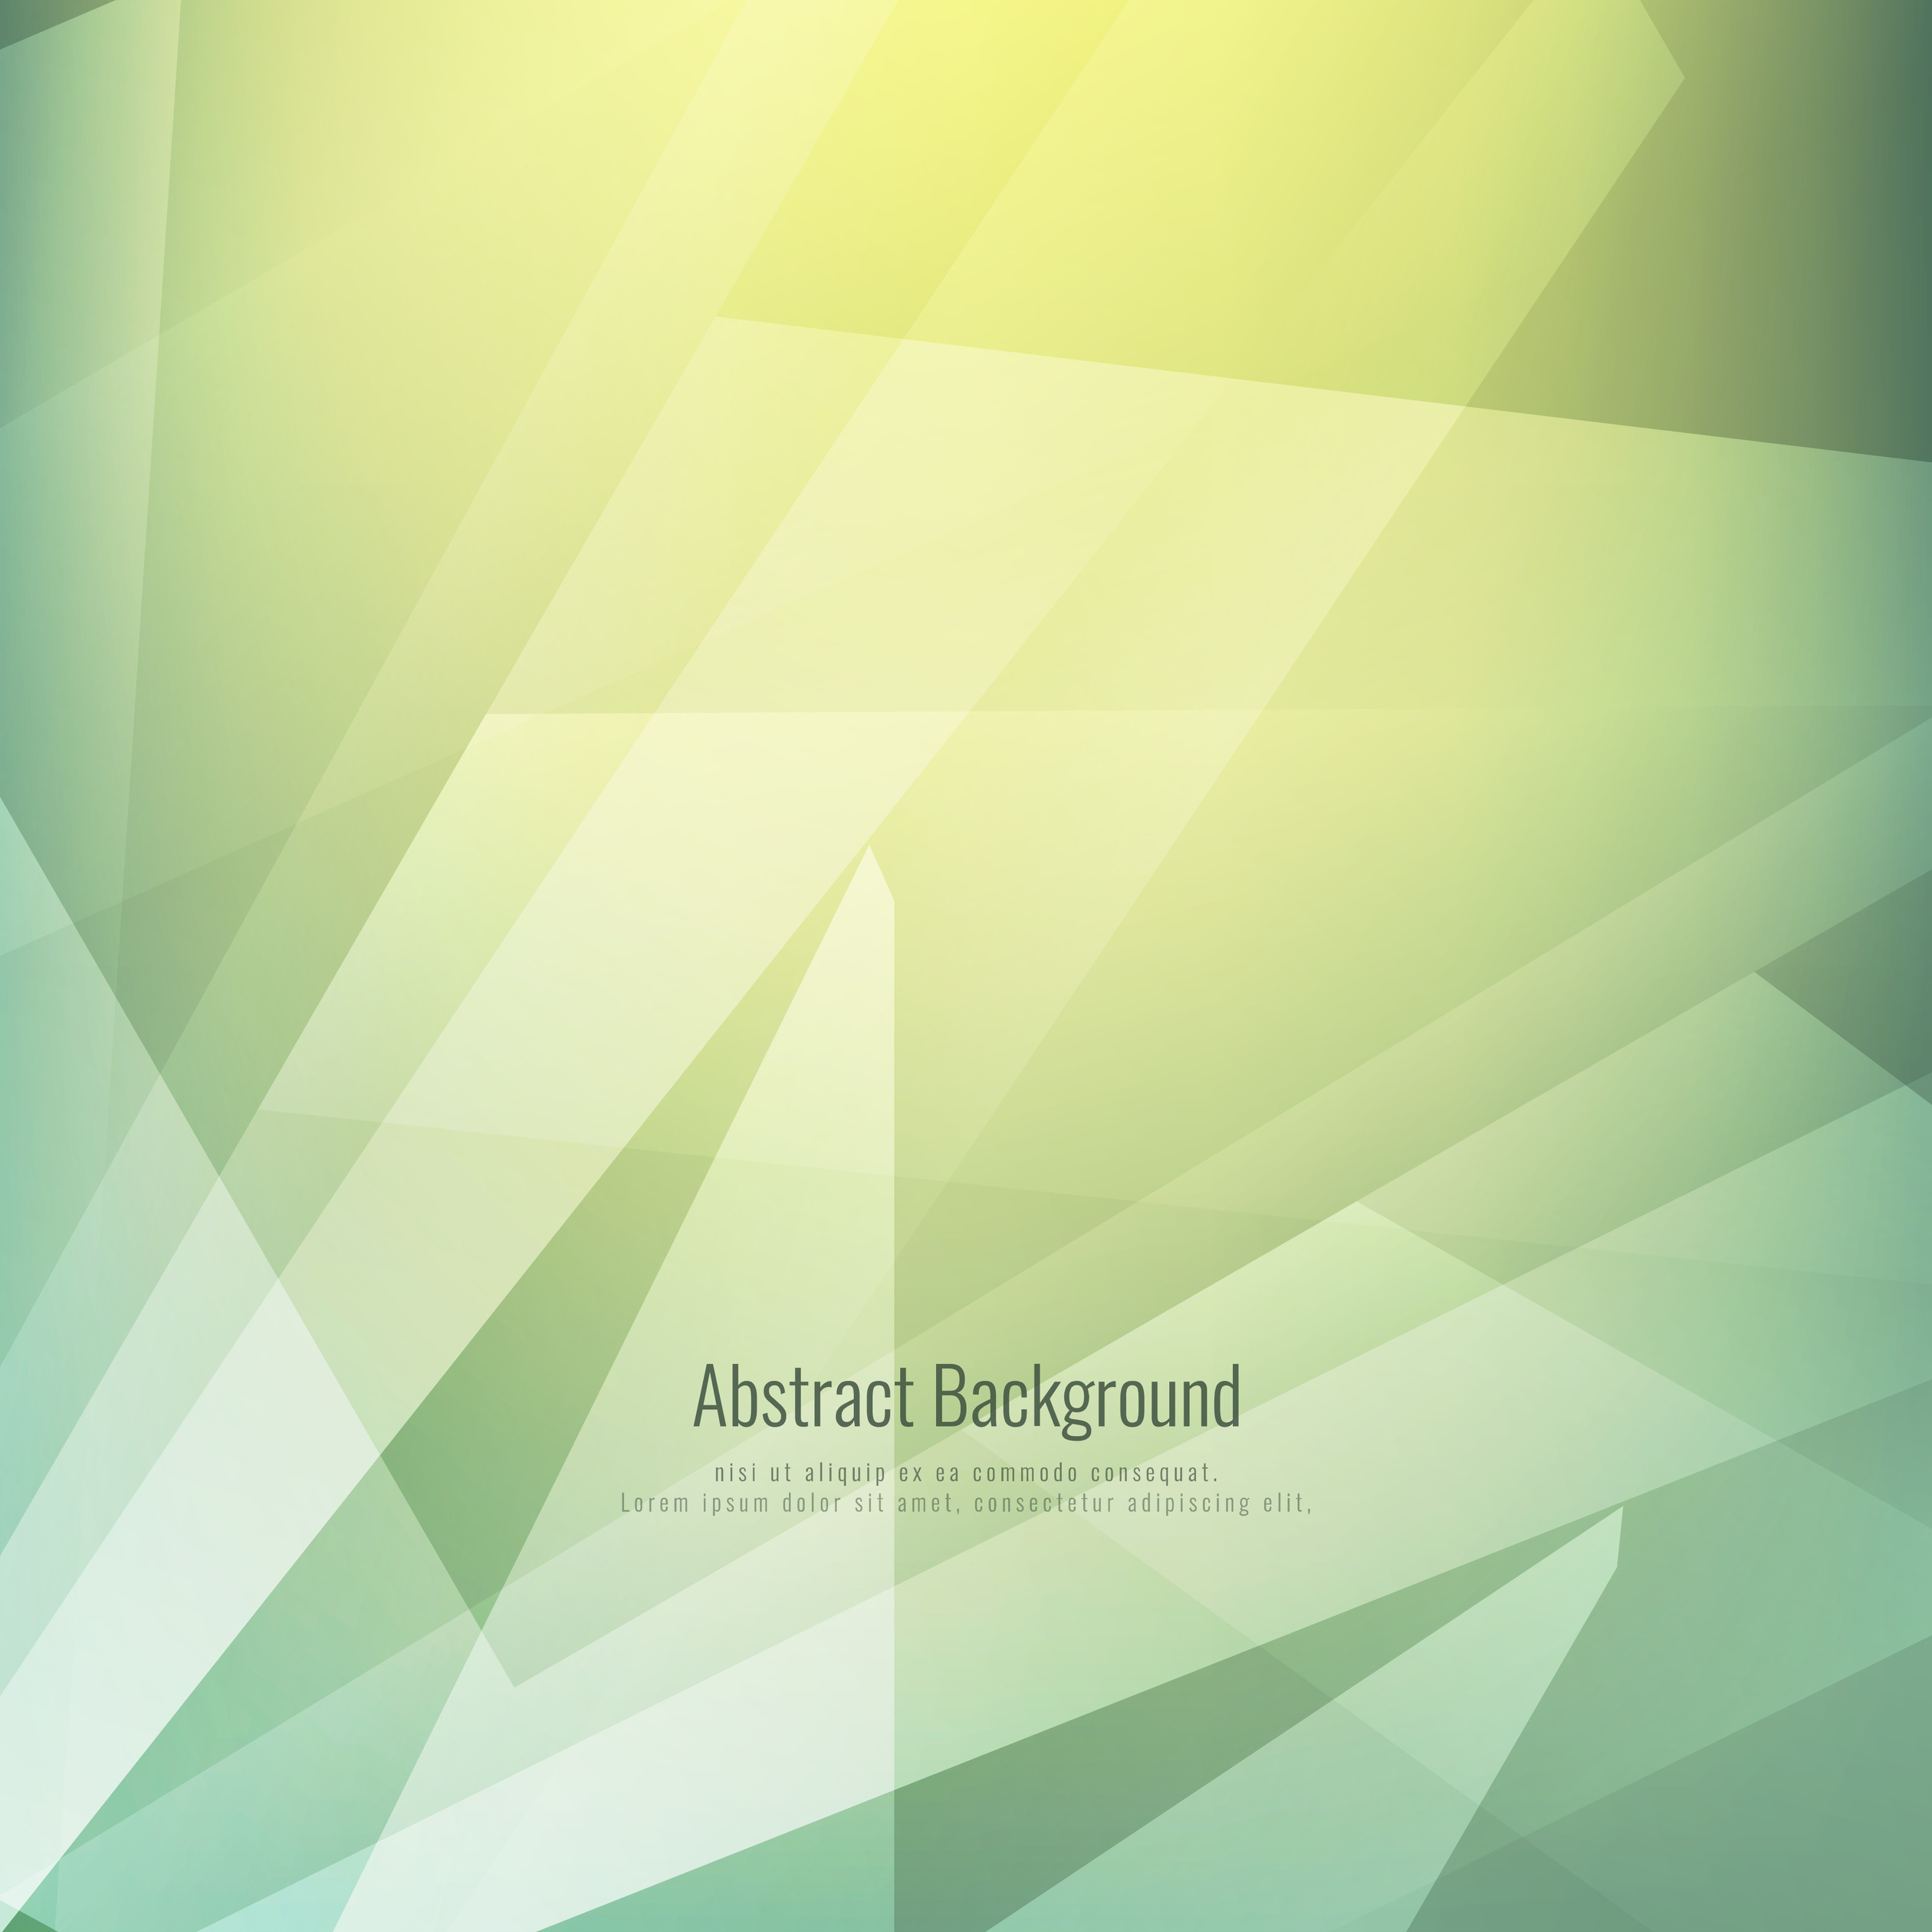 Abstract Background
nisi ut aliquip ex ea commodo consequat.
Lorem ipsum dolor sit amet, consectetur adipiscing elit,